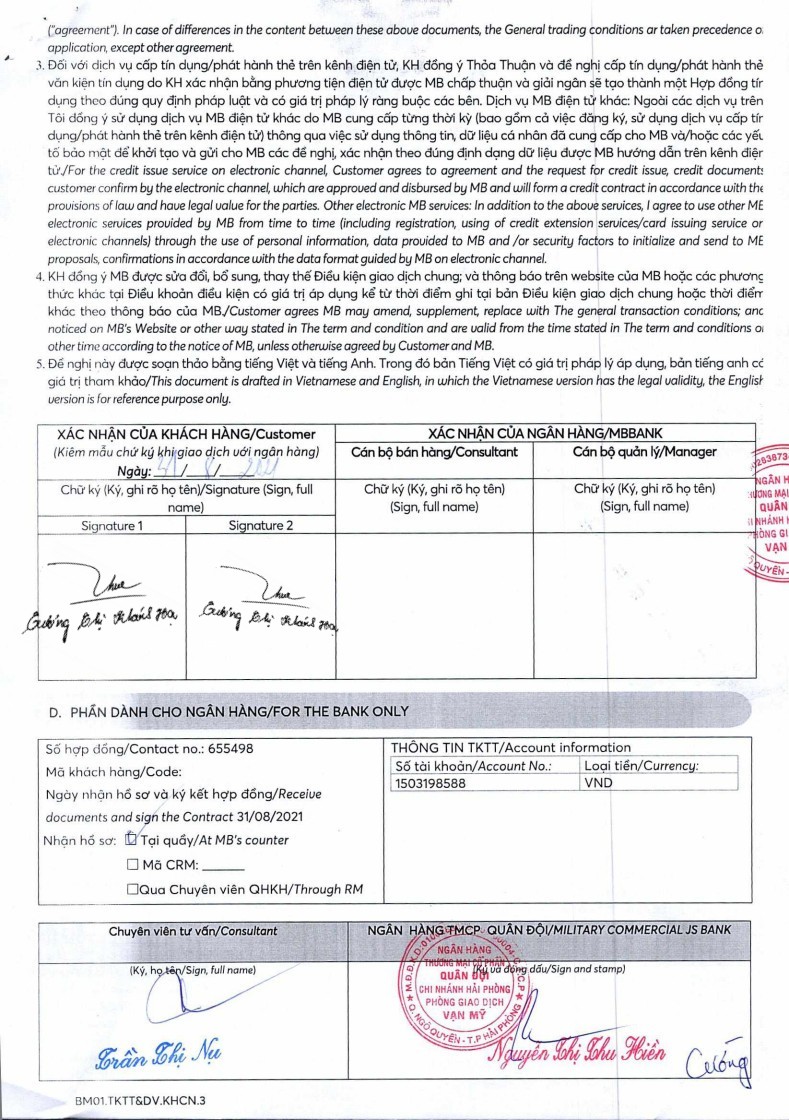 ("agreement"). In case of differences in the content between these above documents, the General trading conditions ar taken precedence o
application, except other agreement.
3. Đối với dịch vụ cấp tín dụng/phát hành thẻ trên kênh điện tử, KH đồng ý Thỏa Thuận và đề nghị cấp tín dụng/phát hành thẻ
văn kiện tín dụng do KH xác nhận bằng phương tiện điện tử được MB chấp thuận và giải ngân sẽ tạo thành một Hợp đồng tín
dụng theo đúng quy định pháp luật và có giá trị pháp lý ràng buộc các bên. Dịch vụ MB điện tử khác: Ngoài các dịch vụ trên
Tôi đồng ý sử dụng dịch vụ MB điện tử khác do MB cung cấp từng thời kỳ (bao gồm cả việc đăng ký, sử dụng dịch vụ cấp tín
dụng/phát hành thẻ trên kênh điện tử) thông qua việc sử dụng thông tin, dữ liệu cá nhân đã cung cấp cho MB và/hoặc các yếu
tố bảo mật để khởi tạo và gửi cho MB các đề nghị, xác nhận theo đúng định dạng dữ liệu được MB hướng dẫn trên kênh điện
tử./For the credit issue service on electronic channel, Customer agrees to agreement and the request for credit issue, credit documents
customer confirm by the electronic channel, which are approved and disbursed by MB and will form a credit contract in accordance with the
provisions of law and have legal value for the parties. Other electronic MB services: In addition to the above services, I agree to use other MB
electronic services provided by MB from time to time (including registration, using of credit extension services/card issuing service on
electronic channels) through the use of personal information, data provided to MB and /or security factors to initialize and send to MB
proposals, confirmations in accordance with the data format guided by MB on electronic channel.
4. KH đồng ý MB được sửa đổi, bổ sung, thay thế Điều kiện giao dịch chung; và thông báo trên website của MB hoặc các phương
thức khác tại Điều khoản điều kiện có giá trị áp dụng kể từ thời điểm ghi tại bản Điều kiện giao dịch chung hoặc thời điểm
khác theo thông báo của MB./Customer agrees MB may amend, supplement, replace with The general transaction conditions; and
noticed on MB's Website or other way stated in The term and condition and are valid from the time stated in The term and conditions o
other time according to the notice of MB, unless otherwise agreed by Customer and MB.
5. Đề nghị này được soạn thảo bằng tiếng Việt và tiếng Anh. Trong đó bản Tiếng Việt có giá trị pháp lý áp dụng, bản tiếng anh có
giá trị tham khảo/This document is drafted in Vietnamese and English, in which the Vietnamese version has the legal validity, the English
version is for reference purpose only.
XÁC NHẬN CỦA KHÁCH HÀNG/Customer
(Kiêm mẫu chữ ký khi giao dịch với ngân hàng)
Ngày: 31/ 8 / 2021
XÁC NHẬN CỦA NGÂN HÀNG/MBBANK
Cán bộ bán hàng/Consultant
Cán bộ quản lý/Manager
Chữ ký (Ký, ghi rõ họ tên)/Signature (Sign, full
name)
Chữ ký (Ký, ghi rõ họ tên)
(Sign, full name)
Chữ ký (Ký, ghi rõ họ tên)
(Sign, full name)
Signature 1
Signature 2
NGÂN H
QUÂN
VẠN
D. PHẦN DÀNH CHO NGÂN HÀNG/FOR THE BANK ONLY
Số hợp đồng/Contact no.: 655498
Mã khách hàng/Code:
Ngày nhận hồ sơ và ký kết hợp đồng/Receive
documents and sign the Contract 31/08/2021
Nhận hồ sơ: Tại quầy/At MB's counter
Mã CRM:
Qua Chuyên viên QHKH/Through RM
THÔNG TIN TKTT/Account information
Số tài khoản/Account No.: Loại tiền/Currency:
1503198588 VND
Chuyên viên tư vấn/Consultant
(Ký, họ tên/Sign, full name)
Trần Thị Nụ
NGÂN HÀNG TMCP QUÂN ĐỘI/MILITARY COMMERCIAL JS BANK
(Ký và đóng dấu/Sign and stamp)
NGÂN HÀNG
THƯƠNG MẠI CỔ PHẦN
QUÂN ĐỘI
CHI NHÁNH HẢI PHÒNG
PHÒNG GIAO DỊCH
VẠN MỸ
Q. NGÔ QUYỀN - T.P HẢI PHÒNG
Nguyễn Thị Thu Hiền
BM01.TKTT&DV.KHCN.3